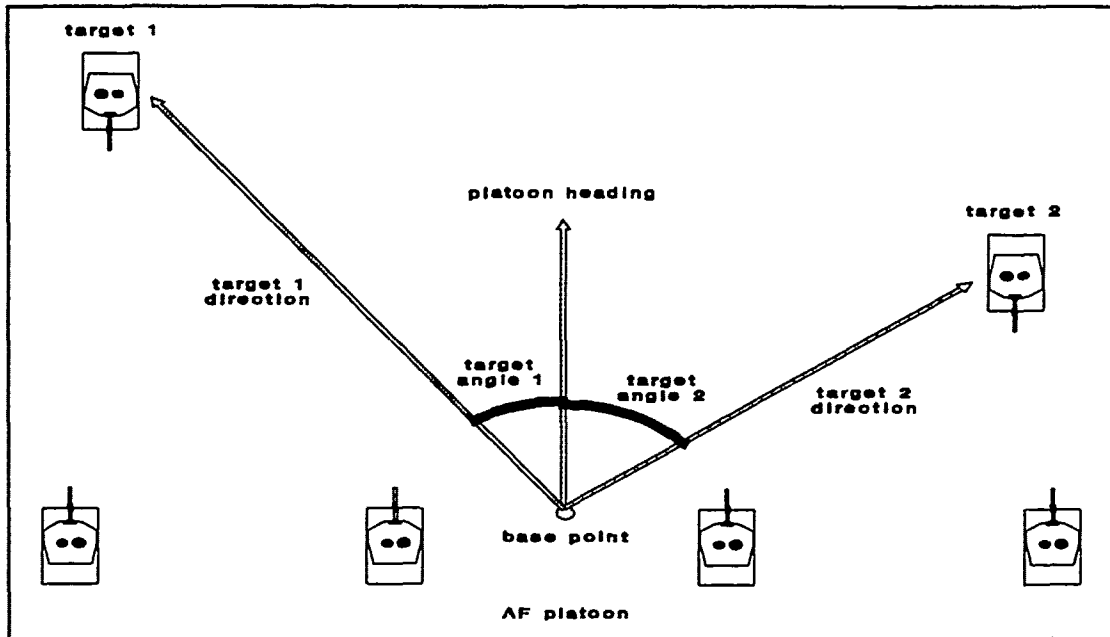 target 1
platoon heading
target 2
target 1
direction
target
angle 1
target
angle 2
target 2
direction
base point
AF platoon